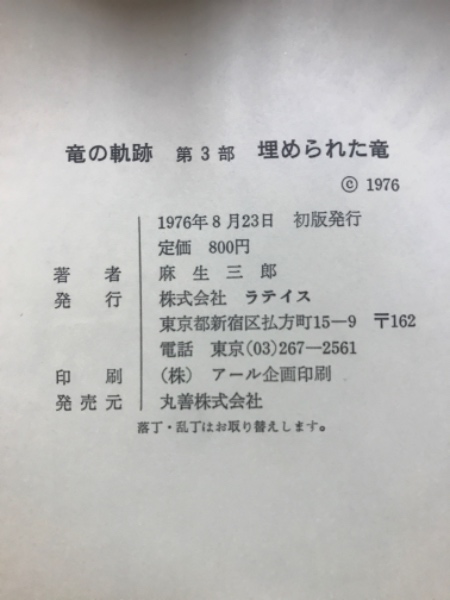 竜の軌跡 第3部 埋められた竜
Ⓒ 1976
1976年8月23日 初版発行
定価 800円
著者 麻生三郎
発行 株式会社 ラテイス
東京都新宿区払方町15―9 〒162
電話 東京(03)267―2561
印刷 (株) アール企画印刷
発売元 丸善株式会社
落丁・乱丁はお取り替えします。